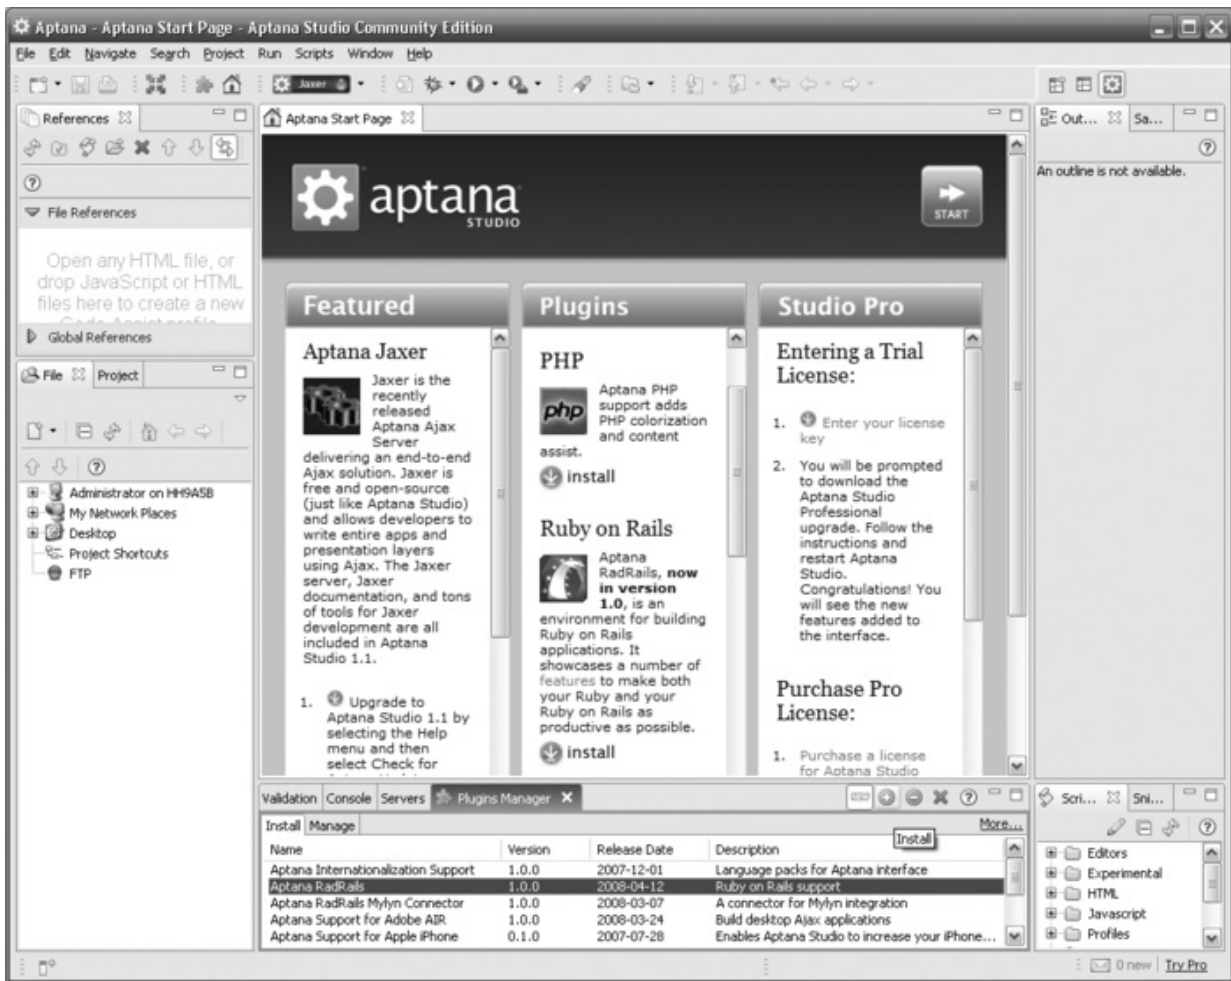 Aptana - Aptana Start Page - Aptana Studio Community Edition
File Edit Navigate Search Project Run Scripts Window Help
Jaxer
References
File References
Open any HTML file, or
drop JavaScript or HTML
files here to create a new
Code Assist profile
Global References
File Project
Administrator on HH9A5B
My Network Places
Desktop
Project Shortcuts
FTP
Aptana Start Page
aptana
STUDIO
START
Featured
Aptana Jaxer
Jaxer is the
recently
released
Aptana Ajax
Server
delivering an end-to-end
Ajax solution. Jaxer is
free and open-source
(just like Aptana Studio)
and allows developers to
write entire apps and
presentation layers
using Ajax. The Jaxer
server, Jaxer
documentation, and tons
of tools for Jaxer
development are all
included in Aptana
Studio 1.1.
1. Upgrade to
Aptana Studio 1.1 by
selecting the Help
menu and then
select Check for
Plugins
PHP
php
Aptana PHP
support adds
PHP colorization
and content
assist.
install
Ruby on Rails
Aptana
RadRails, now
in version
1.0, is an
environment for building
Ruby on Rails
applications. It
showcases a number of
features to make both
your Ruby and your
Ruby on Rails as
productive as possible.
install
Studio Pro
Entering a Trial
License:
1. Enter your license
key
2. You will be prompted
to download the
Aptana Studio
Professional
upgrade. Follow the
instructions and
restart Aptana
Studio.
Congratulations! You
will see the new
features added to
the interface.
Purchase Pro
License:
1. Purchase a license
for Aptana Studio
Out... Sa...
An outline is not available.
Validation Console Servers Plugins Manager
Install Manage More...
Install
Name Version Release Date Description
Aptana Internationalization Support 1.0.0 2007-12-01 Language packs for Aptana interface
Aptana RadRails 1.0.0 2008-04-12 Ruby on Rails support
Aptana RadRails Mylyn Connector 1.0.0 2008-03-07 A connector for Mylyn integration
Aptana Support for Adobe AIR 1.0.0 2008-03-24 Build desktop Ajax applications
Aptana Support for Apple iPhone 0.1.0 2007-07-28 Enables Aptana Studio to increase your iPhone...
Scri... Sni...
Editors
Experimental
HTML
Javascript
Profiles
0 new Try Pro